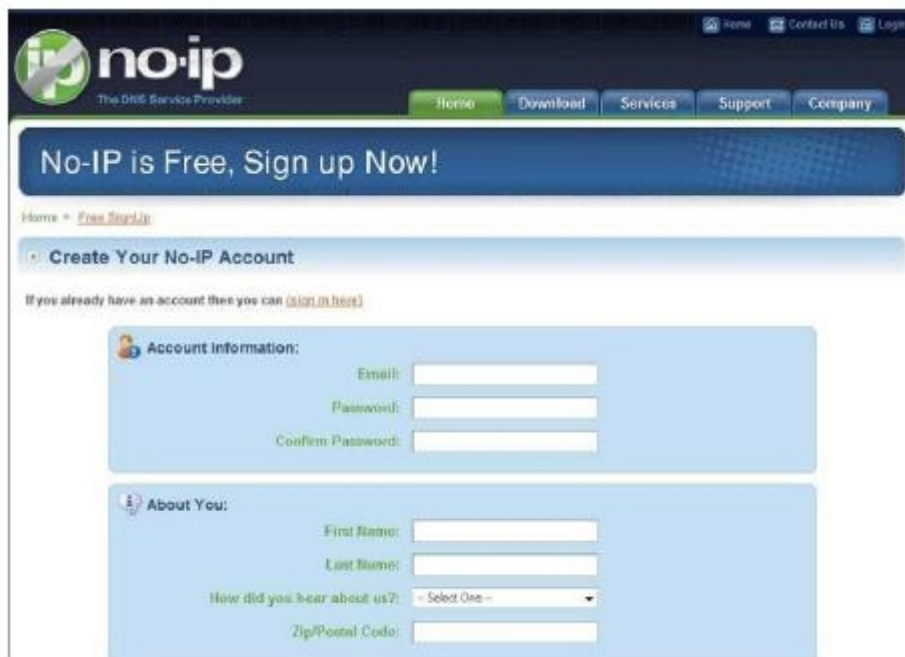 Home Contact Us Login
ip no-ip
The DNS Service Provider
Home Download Services Support Company
No-IP is Free, Sign up Now!
Home Free SignUp
Create Your No-IP Account
If you already have an account then you can (sign in here)
Account Information:
Email:
Password:
Confirm Password:
About You:
First Name:
Last Name:
How did you hear about us?: - Select One -
Zip/Postal Code: